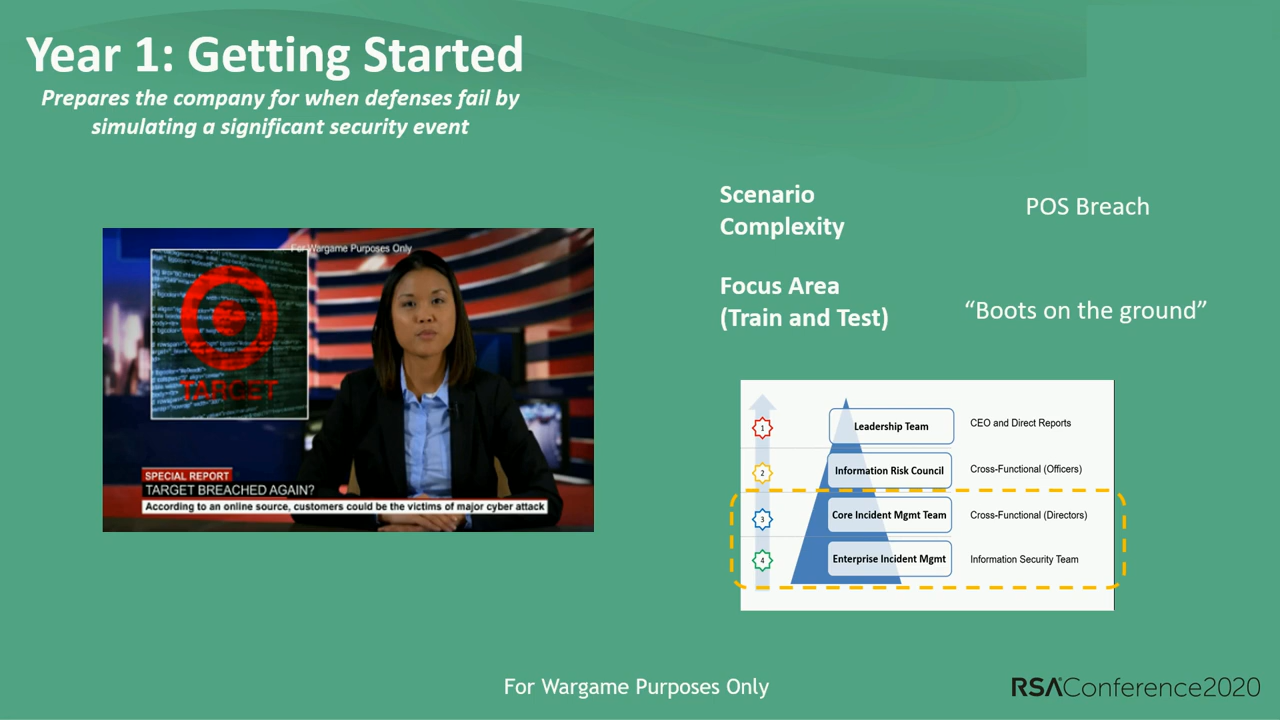 Year 1: Getting Started
Prepares the company for when defenses fail by
simulating a significant security event
For Wargame Purposes Only
TARGET
SPECIAL REPORT
TARGET BREACHED AGAIN?
According to an online source, customers could be the victims of major cyber attack
Scenario
Complexity
POS Breach
Focus Area
(Train and Test)
“Boots on the ground”
1
Leadership Team
CEO and Direct Reports
2
Information Risk Council
Cross-Functional (Officers)
3
Core Incident Mgmt Team
Cross-Functional (Directors)
4
Enterprise Incident Mgmt
Information Security Team
For Wargame Purposes Only
RSAConference2020